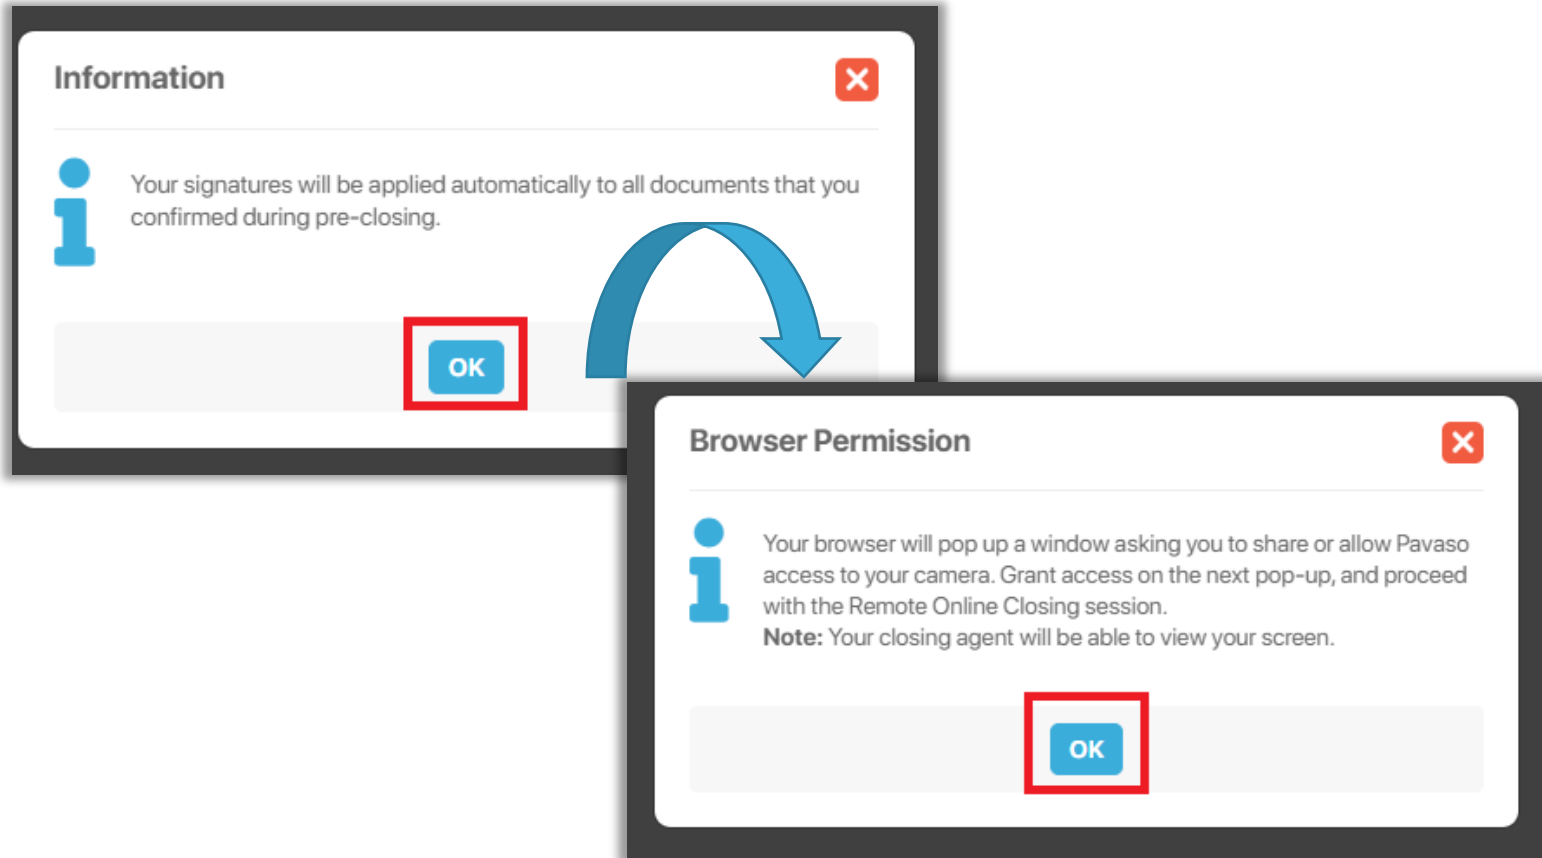 Information
Your signatures will be applied automatically to all documents that you
confirmed during pre-closing.
OK
Browser Permission
Your browser will pop up a window asking you to share or allow Pavaso
access to your camera. Grant access on the next pop-up, and proceed
with the Remote Online Closing session.
Note: Your closing agent will be able to view your screen.
OK